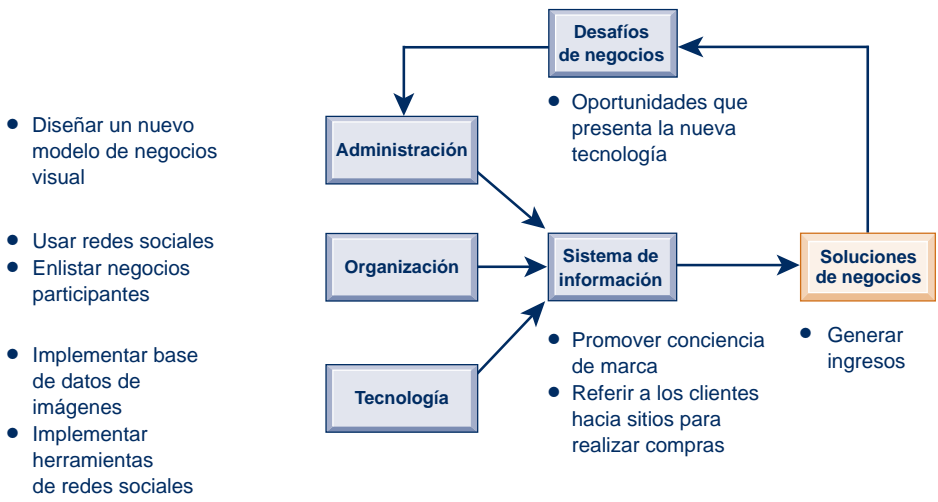 Desafíos
de negocios
• Oportunidades que
presenta la nueva
tecnología
• Diseñar un nuevo
modelo de negocios
visual
Administración
• Usar redes sociales
• Enlistar negocios
participantes
Organización
Sistema de
información
Soluciones
de negocios
• Implementar base
de datos de
imágenes
• Implementar
herramientas
de redes sociales
Tecnología
• Promover conciencia
de marca
• Referir a los clientes
hacia sitios para
realizar compras
• Generar
ingresos